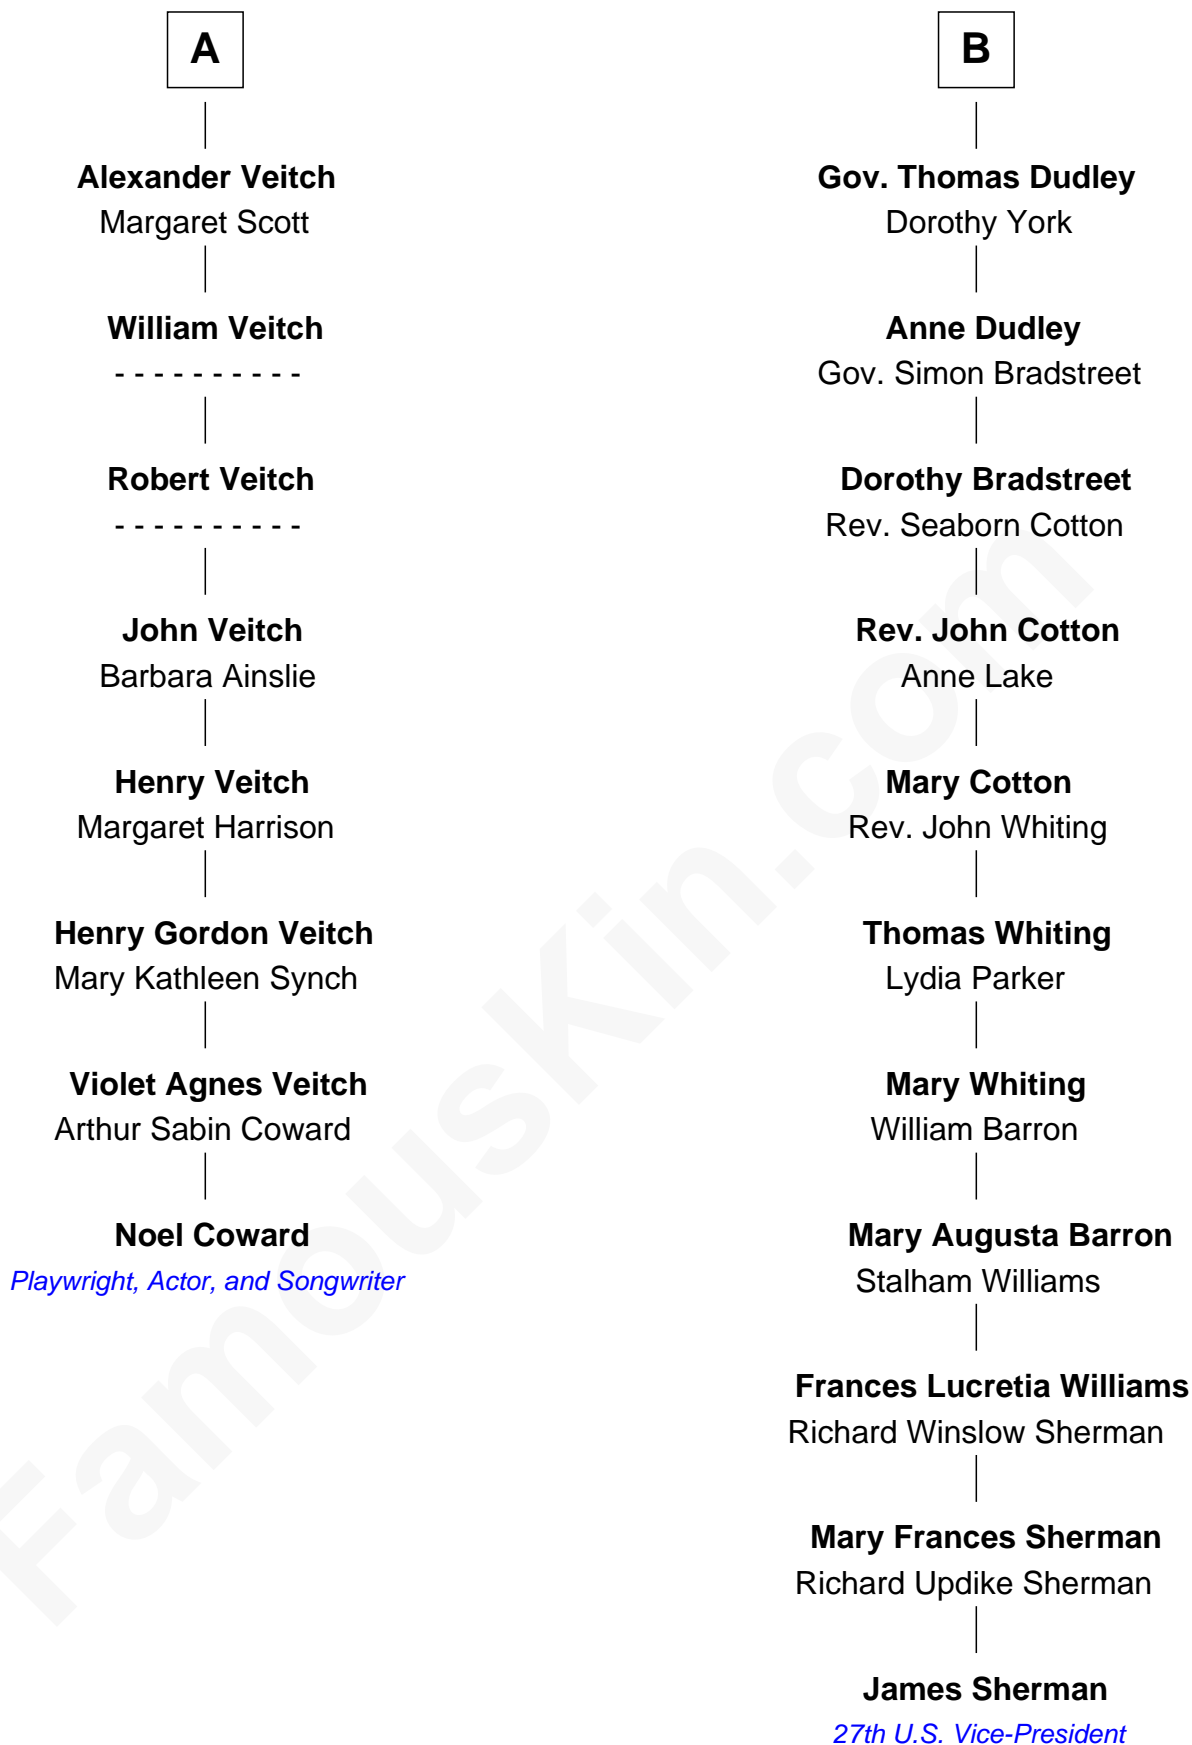 A
Alexander Veitch
Margaret Scott
William Veitch
- - - - - - - - - -
Robert Veitch
- - - - - - - - - -
John Veitch
Barbara Ainslie
Henry Veitch
Margaret Harrison
Henry Gordon Veitch
Mary Kathleen Synch
Violet Agnes Veitch
Arthur Sabin Coward
Noel Coward
Playwright, Actor, and Songwriter
B
Gov. Thomas Dudley
Dorothy York
Anne Dudley
Gov. Simon Bradstreet
Dorothy Bradstreet
Rev. Seaborn Cotton
Rev. John Cotton
Anne Lake
Mary Cotton
Rev. John Whiting
Thomas Whiting
Lydia Parker
Mary Whiting
William Barron
Mary Augusta Barron
Stalham Williams
Frances Lucretia Williams
Richard Winslow Sherman
Mary Frances Sherman
Richard Updike Sherman
James Sherman
27th U.S. Vice-President
FamousKin.com